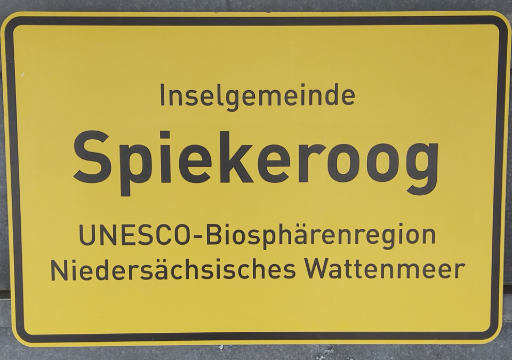 Inselgemeinde
Spiekeroog
UNESCO-Biosphärenregion
Niedersächsisches Wattenmeer